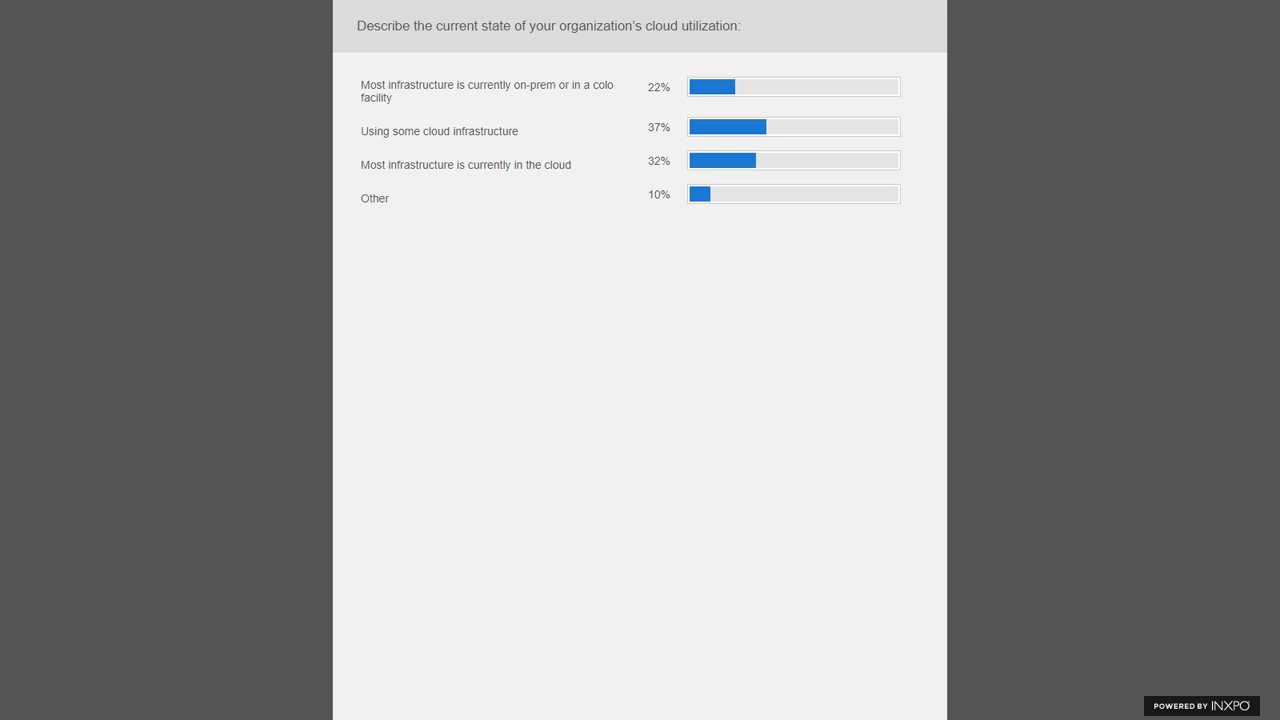 Describe the current state of your organization’s cloud utilization:
Most infrastructure is currently on-prem or in a colo
facility
22%
Using some cloud infrastructure
37%
Most infrastructure is currently in the cloud
32%
Other
10%
POWERED BY INXPO